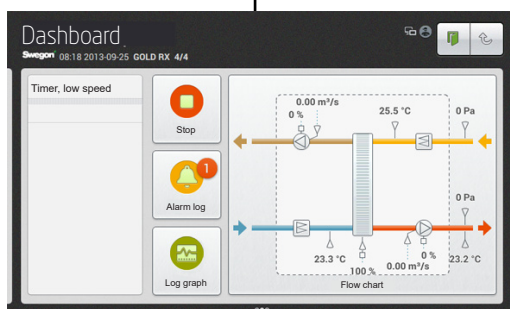 Dashboard
Swegon 08:18 2013-09-25 GOLD RX 4/4
Timer, low speed
Stop
1
Alarm log
Log graph
0.00 m³/s
0 %
25.5 °C
0 Pa
0 Pa
23.3 °C
100 %
0.00 m³/s
0 %
23.2 °C
Flow chart